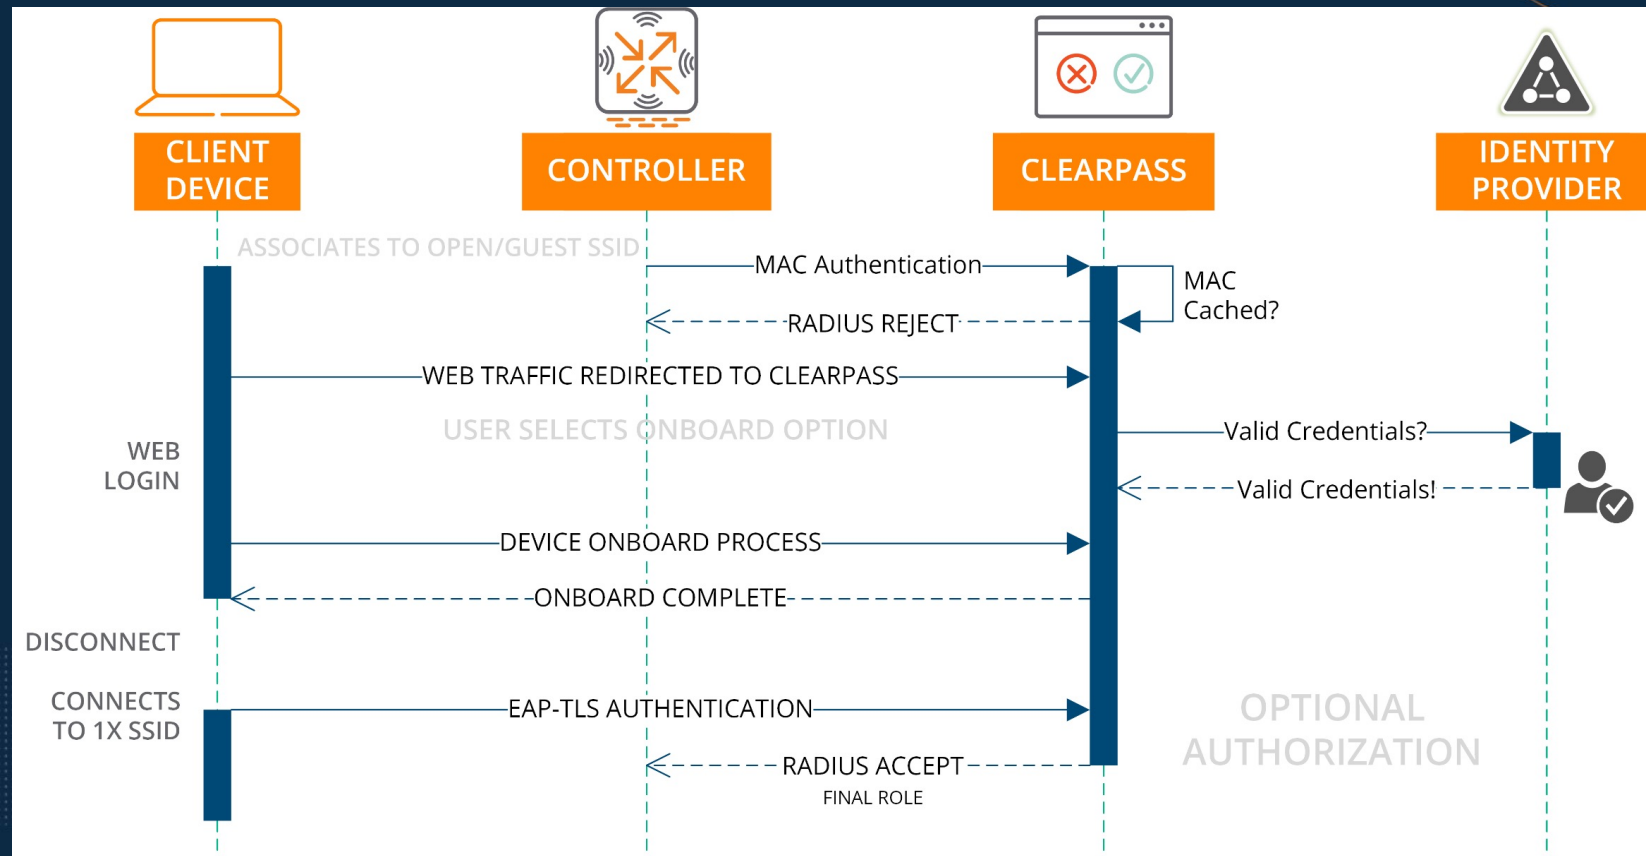 CLIENT
DEVICE
CONTROLLER
CLEARPASS
IDENTITY
PROVIDER
ASSOCIATES TO OPEN/GUEST SSID
MAC Authentication
MAC
Cached?
RADIUS REJECT
WEB TRAFFIC REDIRECTED TO CLEARPASS
USER SELECTS ONBOARD OPTION
Valid Credentials?
WEB
LOGIN
Valid Credentials!
DEVICE ONBOARD PROCESS
ONBOARD COMPLETE
DISCONNECT
CONNECTS
TO 1X SSID
EAP-TLS AUTHENTICATION
OPTIONAL
AUTHORIZATION
RADIUS ACCEPT
FINAL ROLE